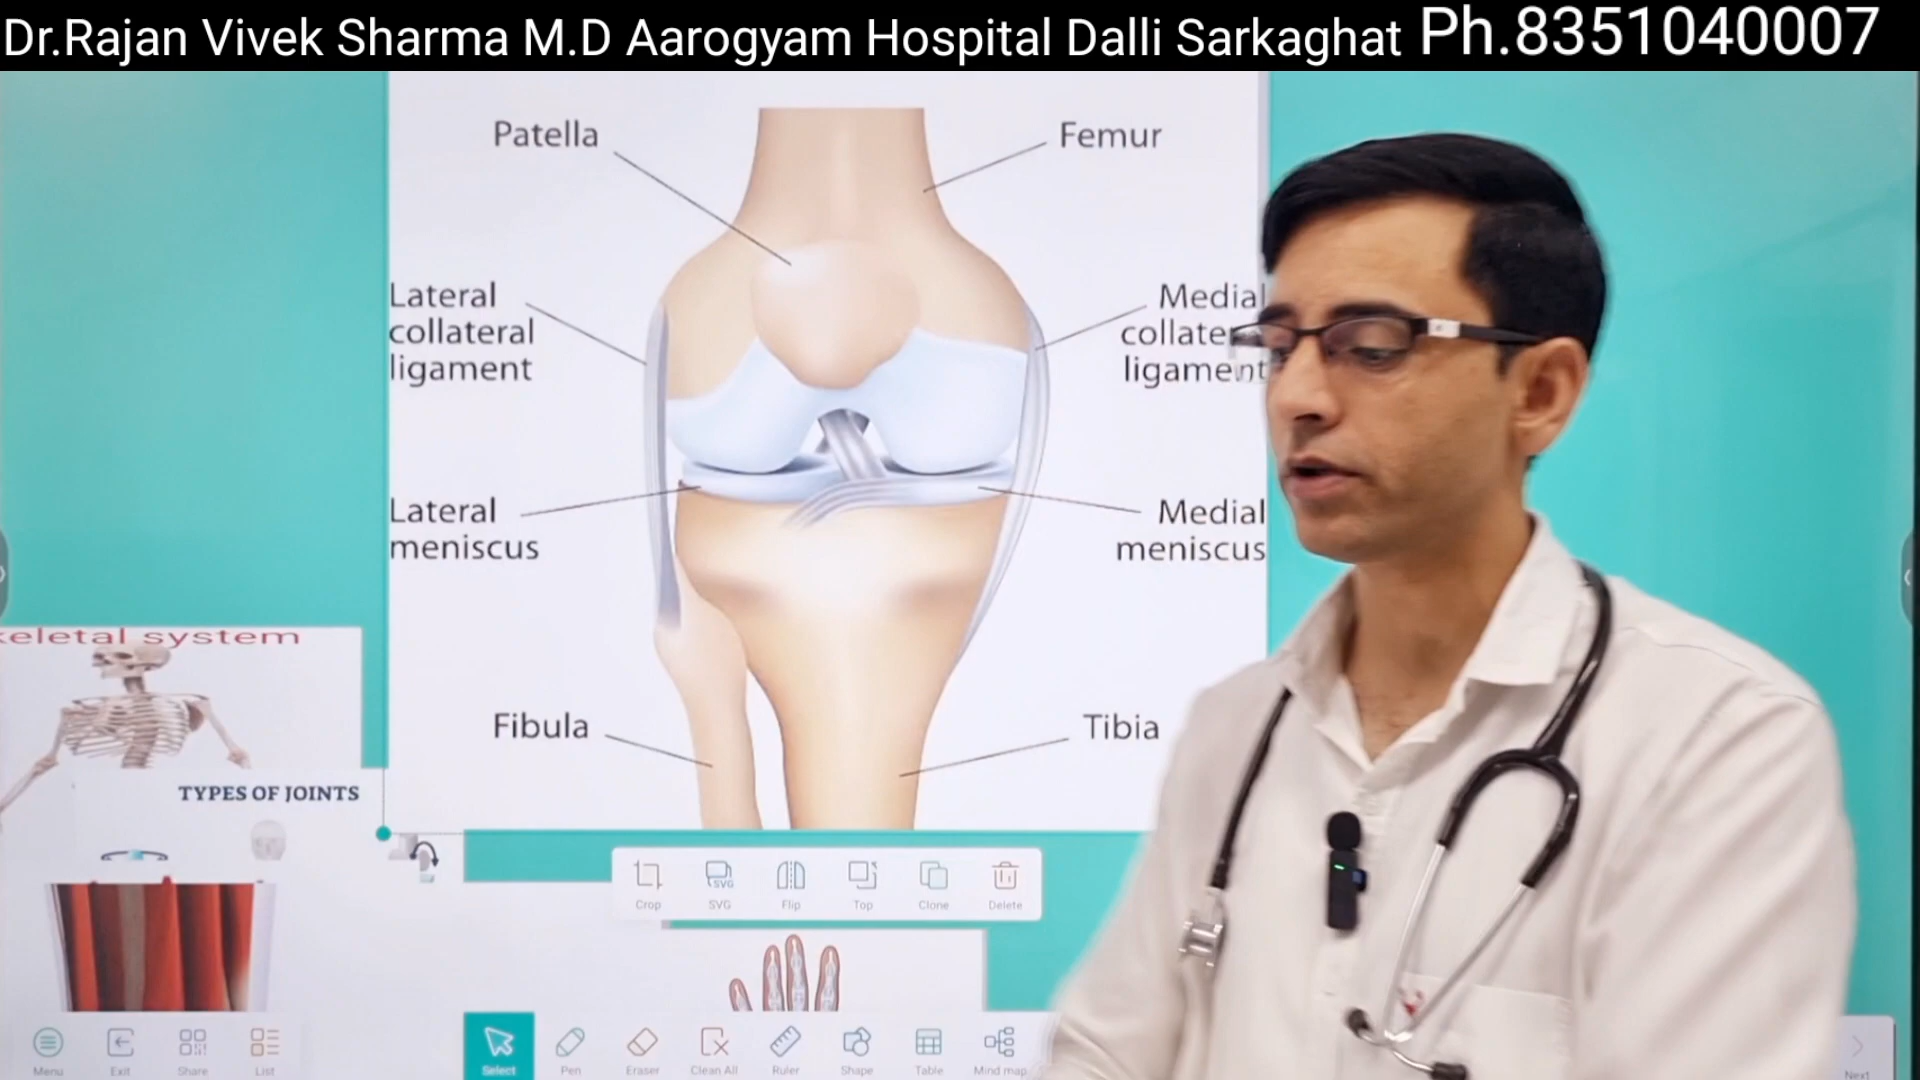 Dr.Rajan Vivek Sharma M.D Aarogyam Hospital Dalli Sarkaghat Ph.8351040007
Patella
Femur
Lateral
collateral
ligament
Medial
ligament
Lateral
meniscus
Medial
meniscus
Fibula
Tibia
keletal system
TYPES OF JOINTS
Crop
SVG
Flip
Top
Clone
Delete
Menu
Exit
Share
List
Select
Pen
Eraser
Clean All
Ruler
Shape
Table
Mind map
Next